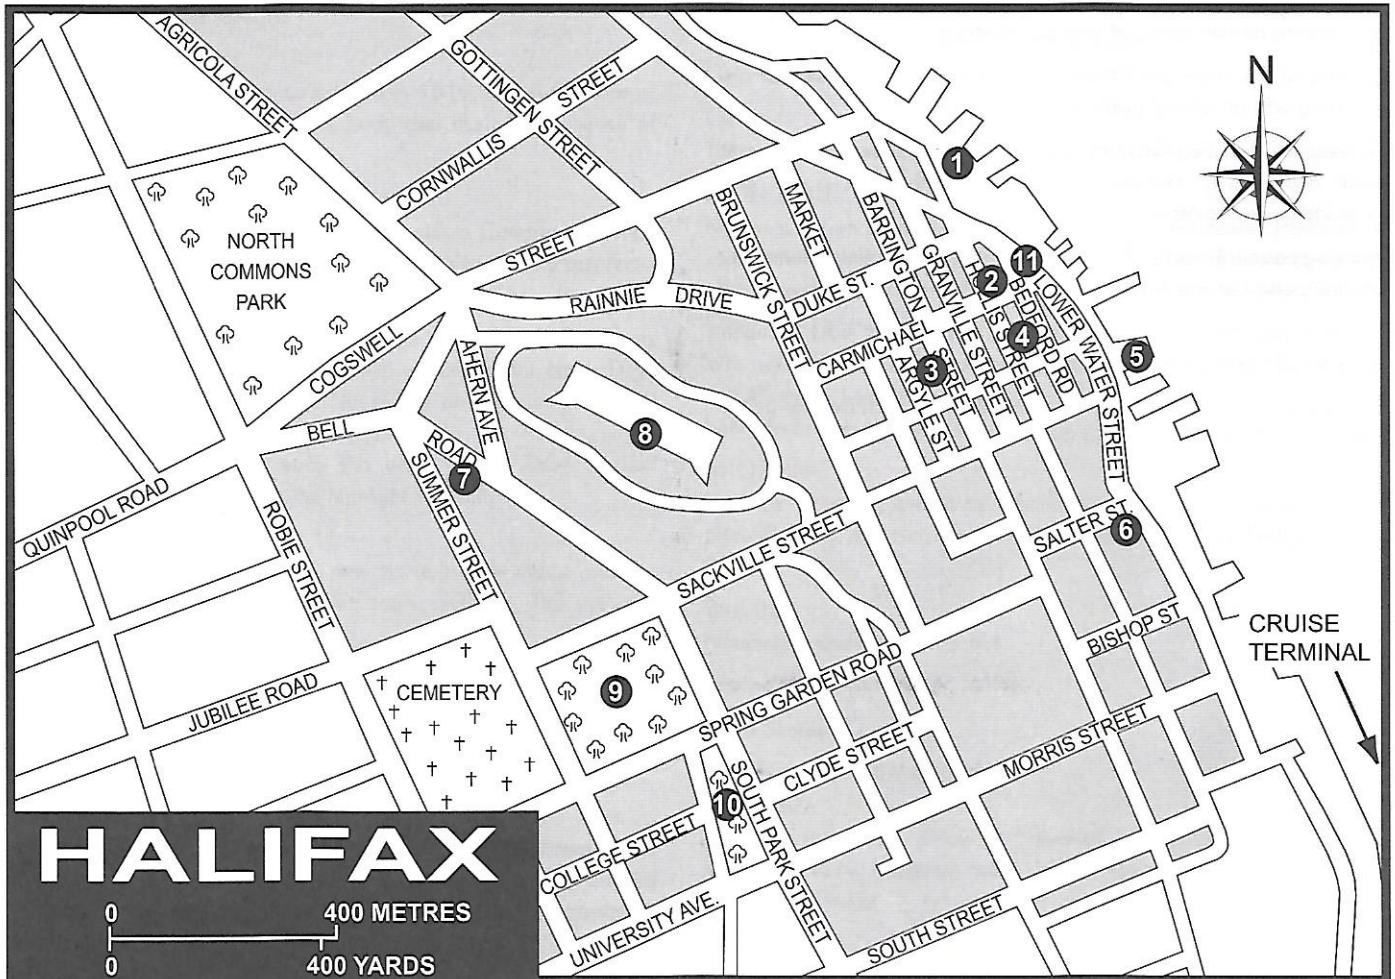 AGRICOLA STREET
GOTTINGEN STREET
CORNWALLIS STREET
N
1
NORTH
COMMONS
PARK
COGSWELL STREET
RAINNIE DRIVE
BRUNSWICK STREET
MARKET
BARRINGTON STREET
GRANVILLE STREET
DUKE ST.
CARMICHAEL
ARGYLE ST
2
11
BEDFORD RD
LOWER WATER STREET
4
3
5
AHERN AVE
BELL ROAD
8
7
SUMMER STREET
QUINPOOL ROAD
ROBIE STREET
SACKVILLE STREET
SALTER ST.
6
BISHOP ST
CRUISE
TERMINAL
JUBILEE ROAD
CEMETERY
9
SPRING GARDEN ROAD
CLYDE STREET
MORRIS STREET
10
SOUTH PARK STREET
COLLEGE STREET
UNIVERSITY AVE.
SOUTH STREET
HALIFAX
0 400 METRES
0 400 YARDS